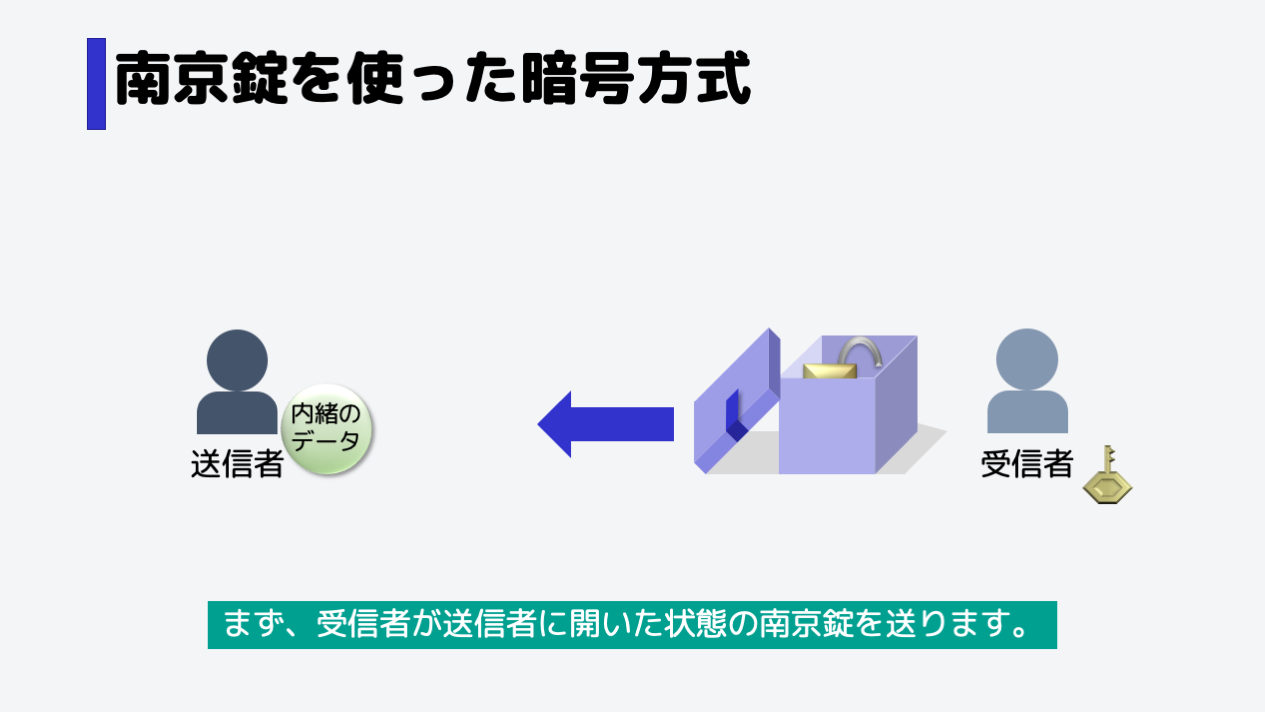 南京錠を使った暗号方式
内緒の
データ
送信者
受信者
まず、受信者が送信者に開いた状態の南京錠を送ります。